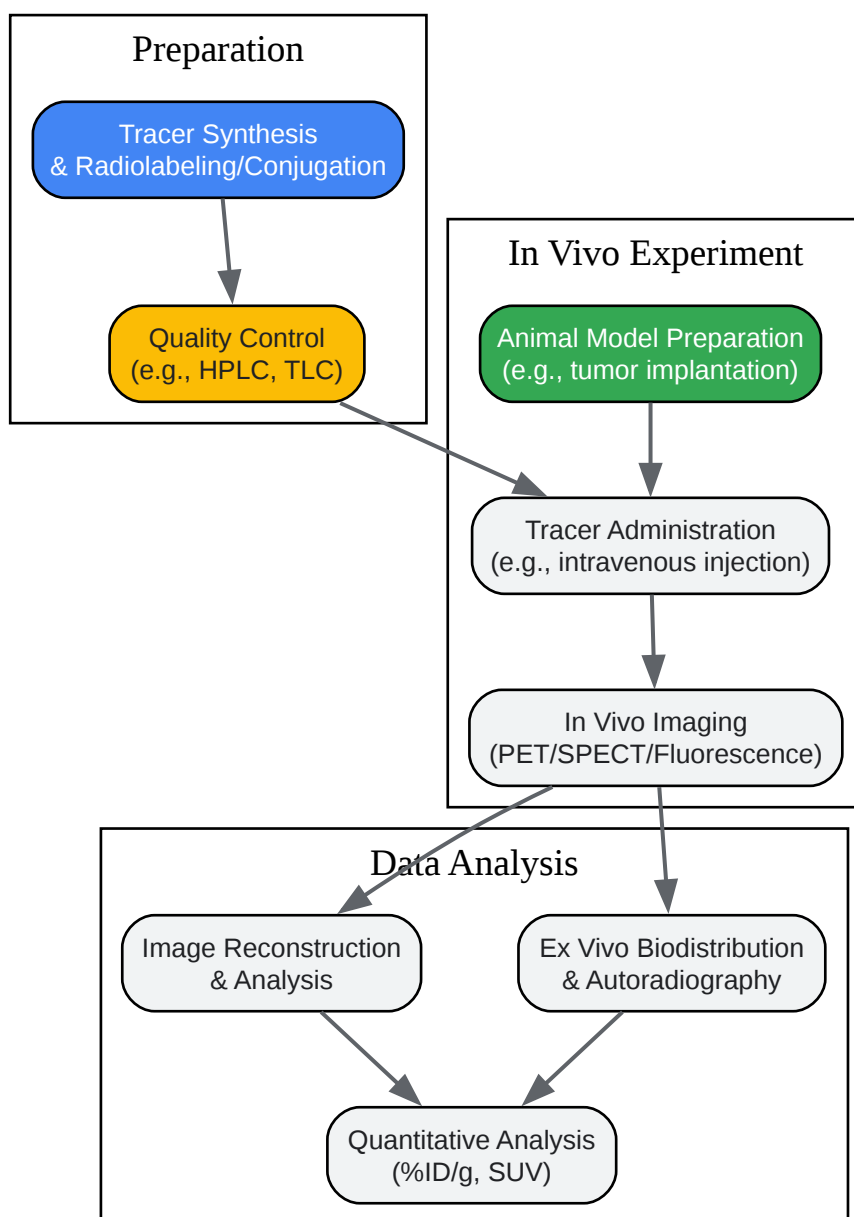 Preparation
Tracer Synthesis
& Radiolabeling/Conjugation
Quality Control
(e.g., HPLC, TLC)
In Vivo Experiment
Animal Model Preparation
(e.g., tumor implantation)
Tracer Administration
(e.g., intravenous injection)
In Vivo Imaging
(PET/SPECT/Fluorescence)
Data Analysis
Image Reconstruction
& Analysis
Ex Vivo Biodistribution
& Autoradiography
Quantitative Analysis
(%ID/g, SUV)